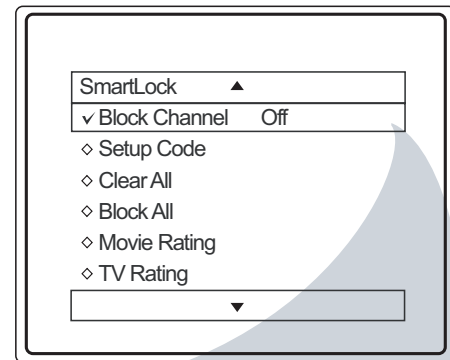 SmartLock ▲
✓ Block Channel Off
◇ Setup Code
◇ Clear All
◇ Block All
◇ Movie Rating
◇ TV Rating
▼